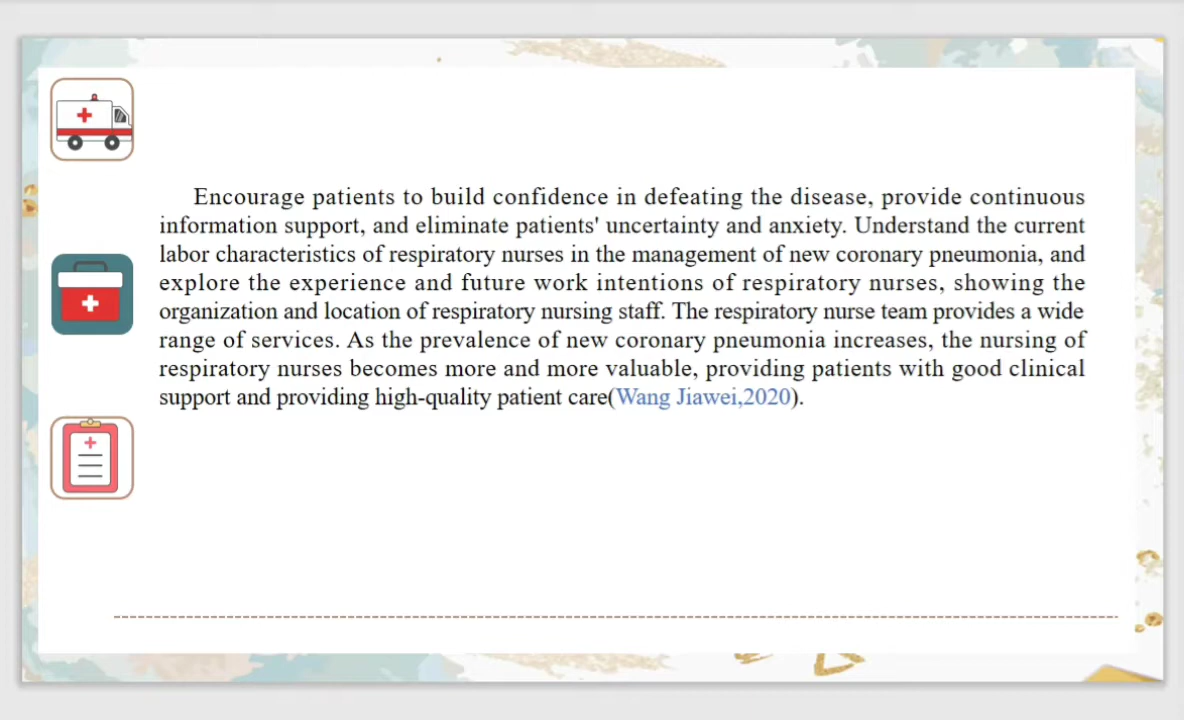 Encourage patients to build confidence in defeating the disease, provide continuous
information support, and eliminate patients' uncertainty and anxiety. Understand the current
labor characteristics of respiratory nurses in the management of new coronary pneumonia, and
explore the experience and future work intentions of respiratory nurses, showing the
organization and location of respiratory nursing staff. The respiratory nurse team provides a wide
range of services. As the prevalence of new coronary pneumonia increases, the nursing of
respiratory nurses becomes more and more valuable, providing patients with good clinical
support and providing high-quality patient care(Wang Jiawei,2020).